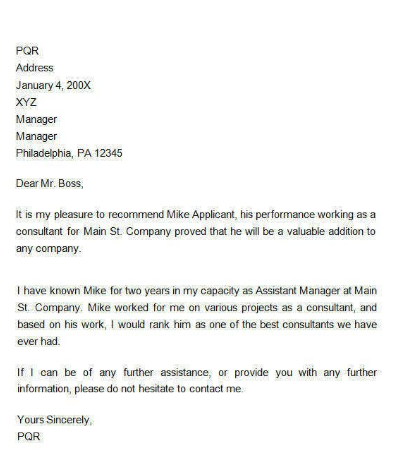 PQR
Address
January 4, 200X
XYZ
Manager
Manager
Philadelphia, PA 12345
Dear Mr. Boss,
It is my pleasure to recommend Mike Applicant, his performance working as a
consultant for Main St. Company proved that he will be a valuable addition to
any company.
I have known Mike for two years in my capacity as Assistant Manager at Main
St. Company. Mike worked for me on various projects as a consultant, and
based on his work, I would rank him as one of the best consultants we have
ever had.
If I can be of any further assistance, or provide you with any further
information, please do not hesitate to contact me.
Yours Sincerely,
PQR